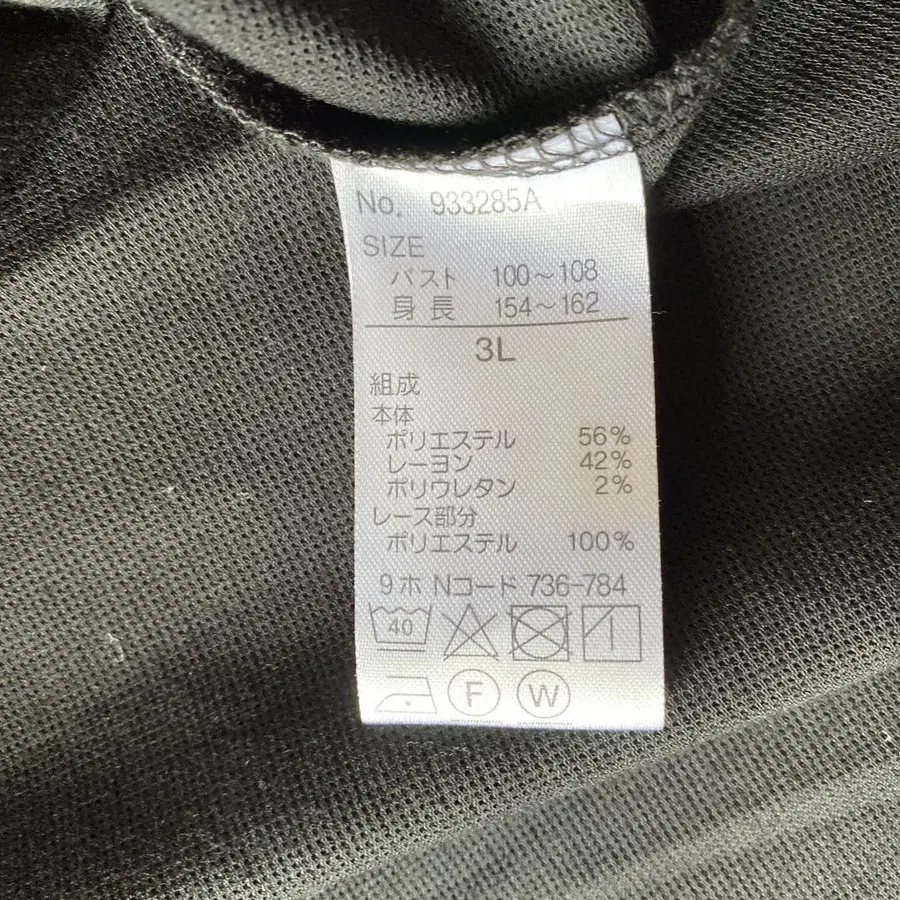 No. 933285A
SIZE
バスト 100～108
身長 154～162
3L
組成
本体
ポリエステル 56%
レーヨン 42%
ポリウレタン 2%
レース部分
ポリエステル 100%
9ホ Nコード 736-784
40
F W